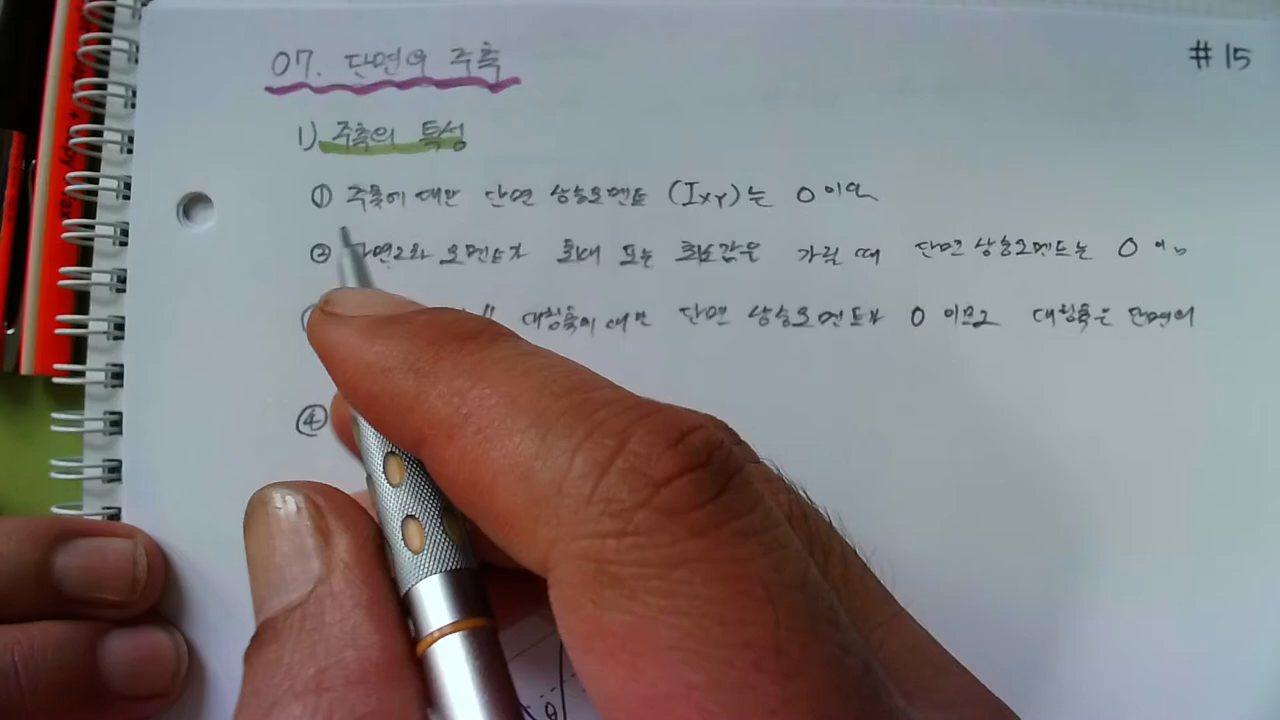 07. 단면의 주축
#15
1) 주축의 특성
① 주축에 대한 단면 상승모멘트 (Ixy)는 0 이다
② 단면2차 모멘트가 최대 또는 최소값을 가질 때 단면 상승모멘트는 0 이다
대칭축에 대한 단면 상승모멘트가 0 이므로 대칭축은 단면의
④
θ